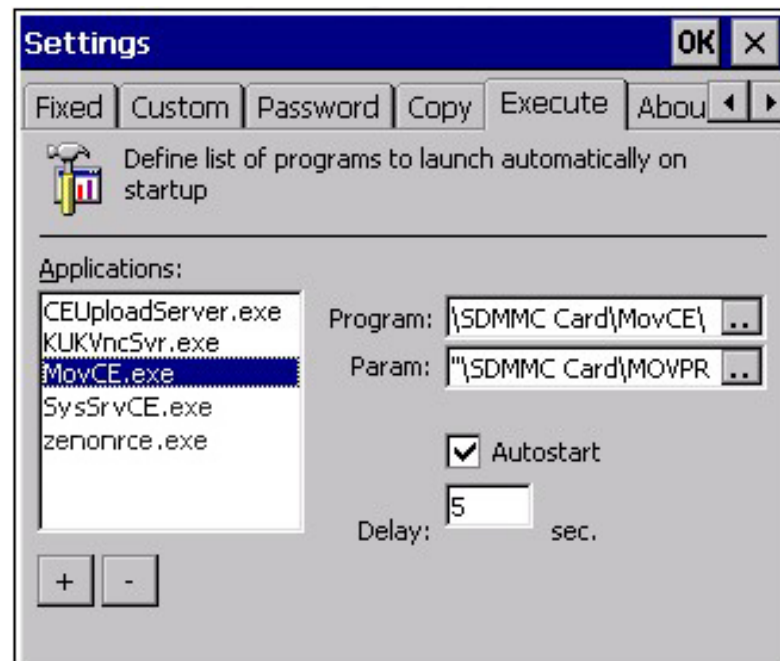 Settings OK ×
Fixed Custom Password Copy Execute Abou
Define list of programs to launch automatically on
startup
Applications:
CEUploadServer.exe
KUKVncSvr.exe
MovCE.exe
SysSrvCE.exe
zenonrce.exe
Program: \SDMMC Card\MovCE\ ..
Param: "\SDMMC Card\MOVPR ..
Autostart
Delay: 5 sec.
+ -